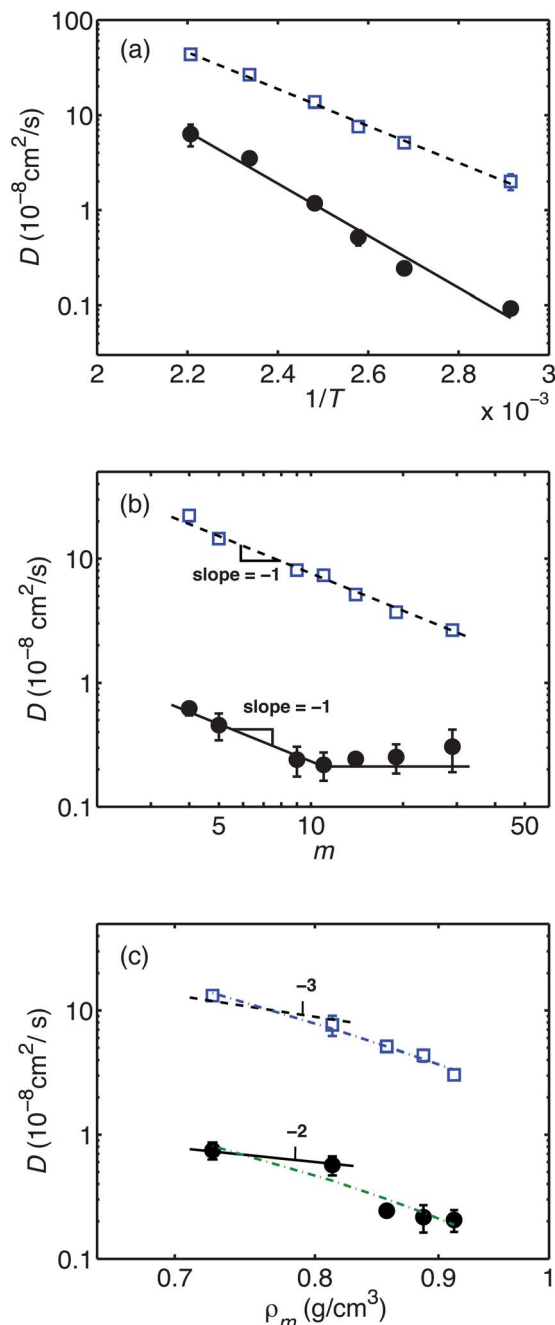 (a)
100
10
1
0.1
D (10⁻⁸cm²/s)
2 2.2 2.4 2.6 2.8 3
1/T
x 10⁻³
(b)
10
1
0.1
D (10⁻⁸ cm²/s)
slope = −1
slope = −1
5 10 50
m
(c)
10
1
0.1
D (10⁻⁸cm²/ s)
−3
−2
0.7 0.8 0.9 1
ρₘ (g/cm³)